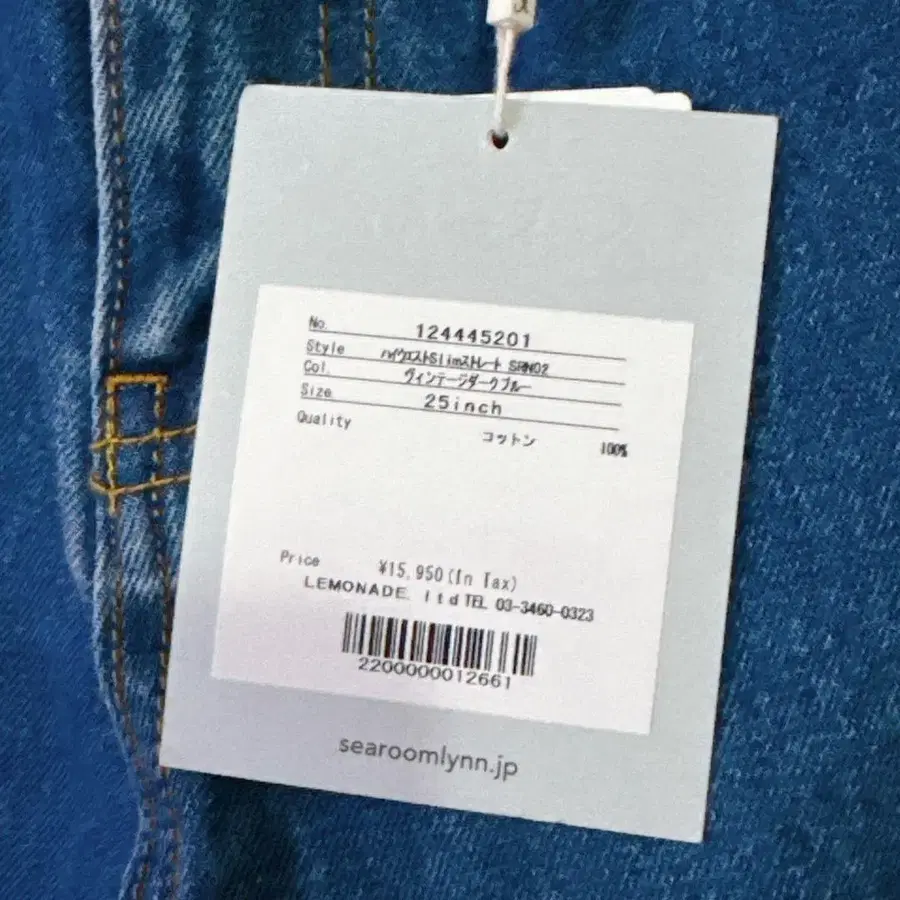 No. 124445201
Style ハイウエストSlimストレート SRN02
Col. ヴィンテージダークブルー
Size 25inch
Quality コットン 100%
Price ¥15,950(In Tax)
LEMONADE. ltd TEL 03-3460-0323
2200000012661
searoomlynn.jp